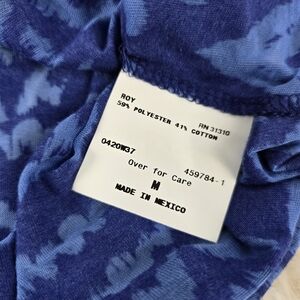 ROY RN 31310
59% POLYESTER 41% COTTON
0420W37 459784-1
Over for Care
M
MADE IN MEXICO